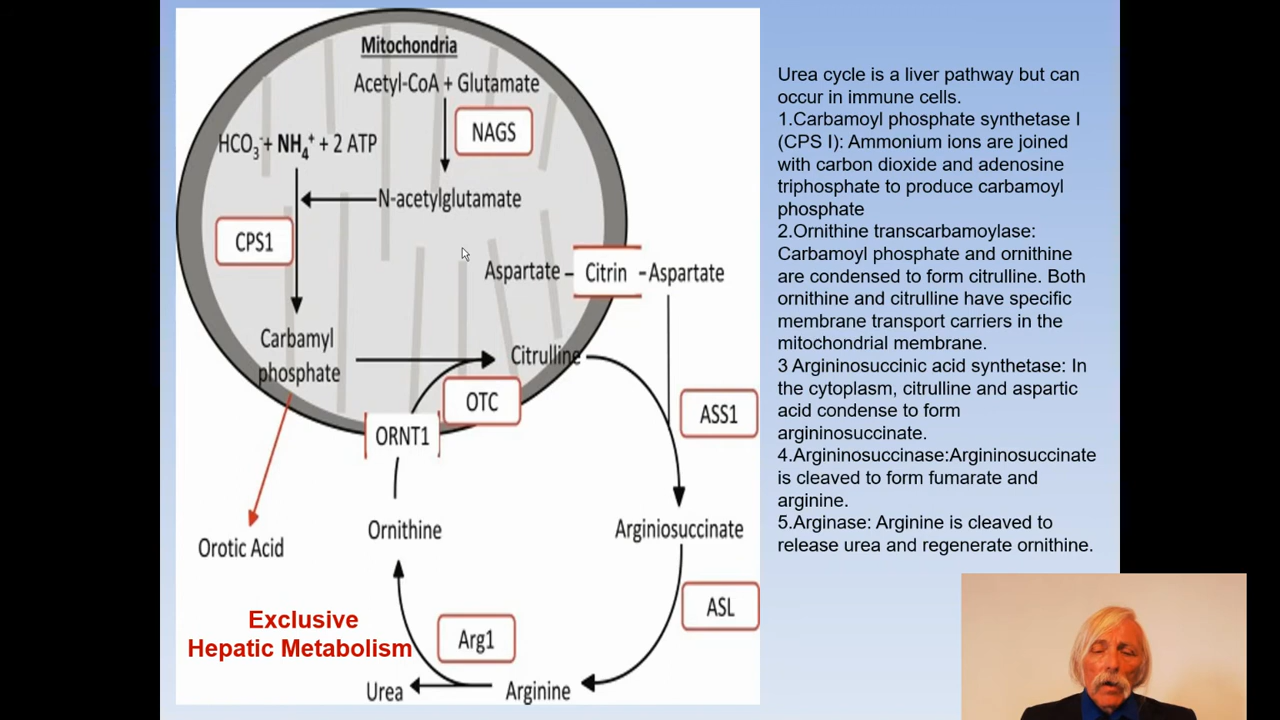 Mitochondria
Acetyl-CoA + Glutamate
NAGS
HCO3- + NH4+ + 2 ATP
N-acetylglutamate
CPS1
Aspartate – Citrin -Aspartate
Carbamyl
phosphate
Citrulline
OTC
ASS1
ORNT1
Ornithine
Arginiosuccinate
Orotic Acid
ASL
Exclusive
Hepatic Metabolism
Arg1
Urea
Arginine
Urea cycle is a liver pathway but can
occur in immune cells.
1.Carbamoyl phosphate synthetase I
(CPS I): Ammonium ions are joined
with carbon dioxide and adenosine
triphosphate to produce carbamoyl
phosphate
2.Ornithine transcarbamoylase:
Carbamoyl phosphate and ornithine
are condensed to form citrulline. Both
ornithine and citrulline have specific
membrane transport carriers in the
mitochondrial membrane.
3 Argininosuccinic acid synthetase: In
the cytoplasm, citrulline and aspartic
acid condense to form
argininosuccinate.
4.Argininosuccinase:Argininosuccinate
is cleaved to form fumarate and
arginine.
5.Arginase: Arginine is cleaved to
release urea and regenerate ornithine.